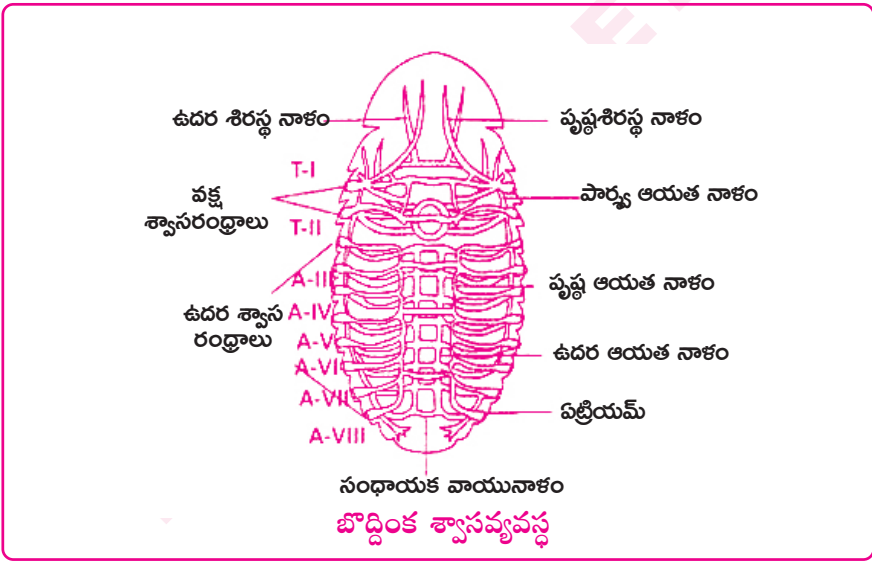 ఉదర శిరస్థ నాళం
పృష్ఠశిరస్థ నాళం
T-I
వక్ష
శ్వాసరంధ్రాలు
పార్శ్వ ఆయత నాళం
T-II
A-III
పృష్ఠ ఆయత నాళం
ఉదర శ్వాస
రంధ్రాలు
A-IV
A-V
ఉదర ఆయత నాళం
A-VI
A-VII
ఏట్రియమ్
A-VIII
సంధాయక వాయునాళం
బొద్దింక శ్వాసవ్యవస్థ